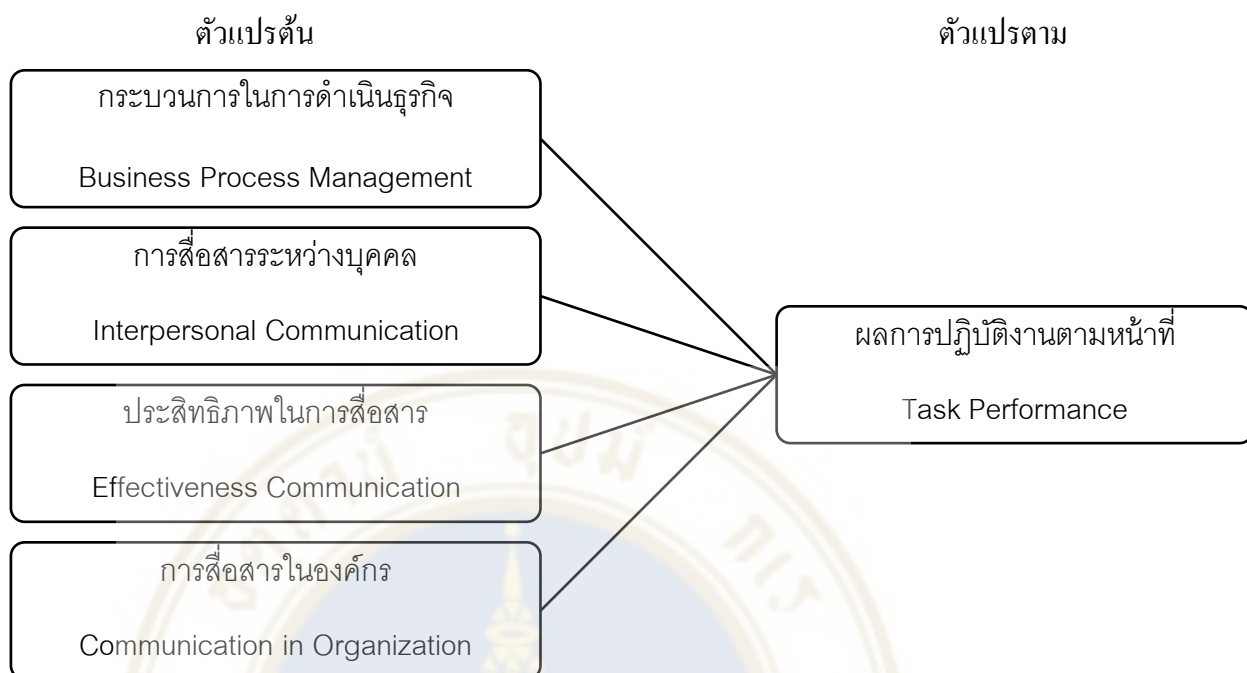 ตัวแปรต้น
ตัวแปรตาม
กระบวนการในการดำเนินธุรกิจ
Business Process Management
การสื่อสารระหว่างบุคคล
Interpersonal Communication
ประสิทธิภาพในการสื่อสาร
Effectiveness Communication
การสื่อสารในองค์กร
Communication in Organization
ผลการปฏิบัติงานตามหน้าที่
Task Performance